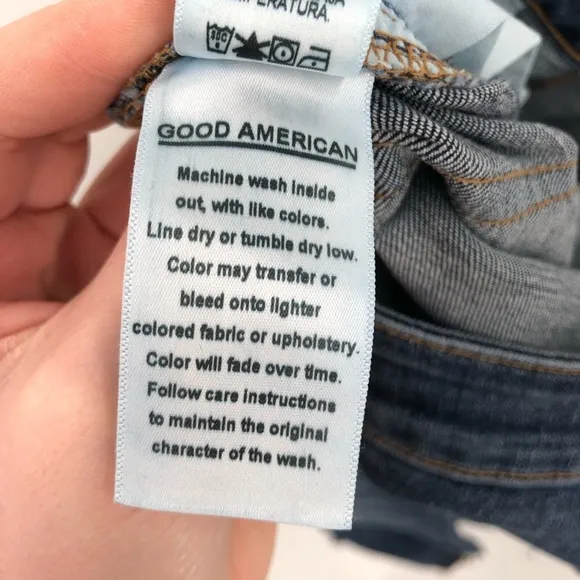 TEMPERATURA.
30C
GOOD AMERICAN
Machine wash inside
out, with like colors.
Line dry or tumble dry low.
Color may transfer or
bleed onto lighter
colored fabric or upholstery.
Color will fade over time.
Follow care instructions
to maintain the original
character of the wash.